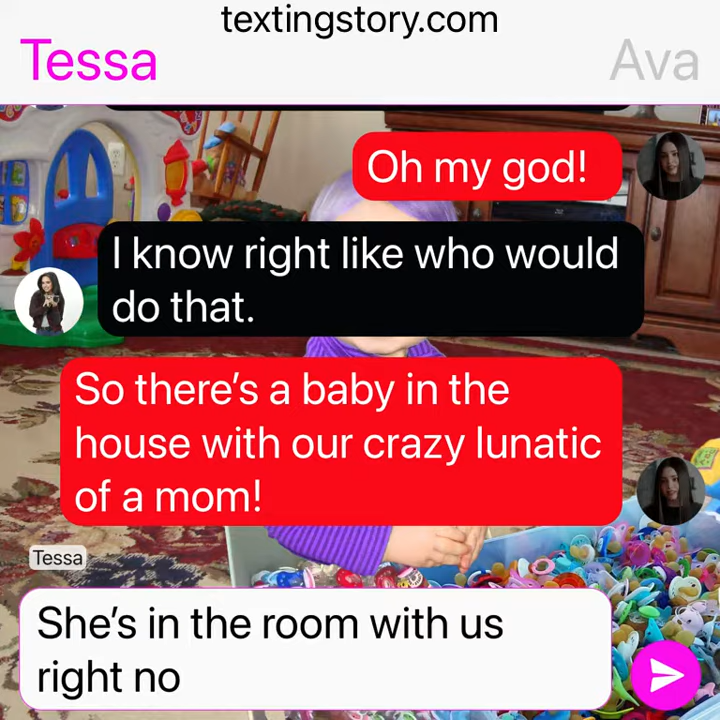 textingstory.com
Tessa
Ava
Oh my god!
I know right like who would
do that.
So there's a baby in the
house with our crazy lunatic
of a mom!
Tessa
She's in the room with us
right no